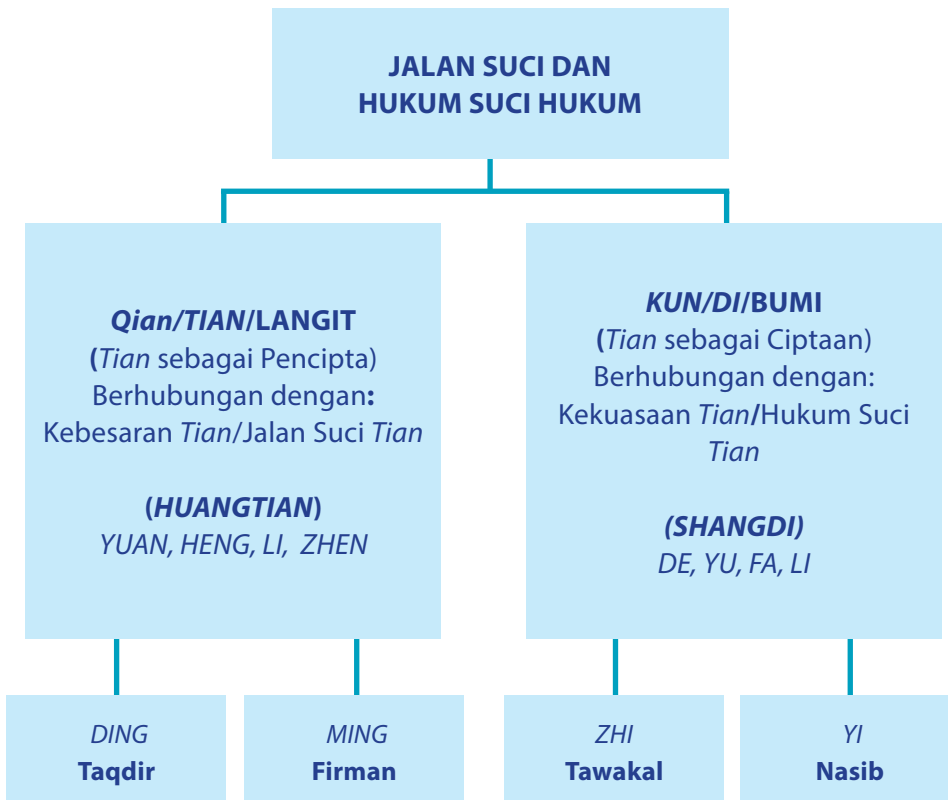 JALAN SUCI DAN
HUKUM SUCI HUKUM
Qian/TIAN/LANGIT
(Tian sebagai Pencipta)
Berhubungan dengan:
Kebesaran Tian/Jalan Suci Tian
(HUANGTIAN)
YUAN, HENG, LI, ZHEN
KUN/DI/BUMI
(Tian sebagai Ciptaan)
Berhubungan dengan:
Kekuasaan Tian/Hukum Suci
Tian
(SHANGDI)
DE, YU, FA, LI
DING
Taqdir
MING
Firman
ZHI
Tawakal
YI
Nasib